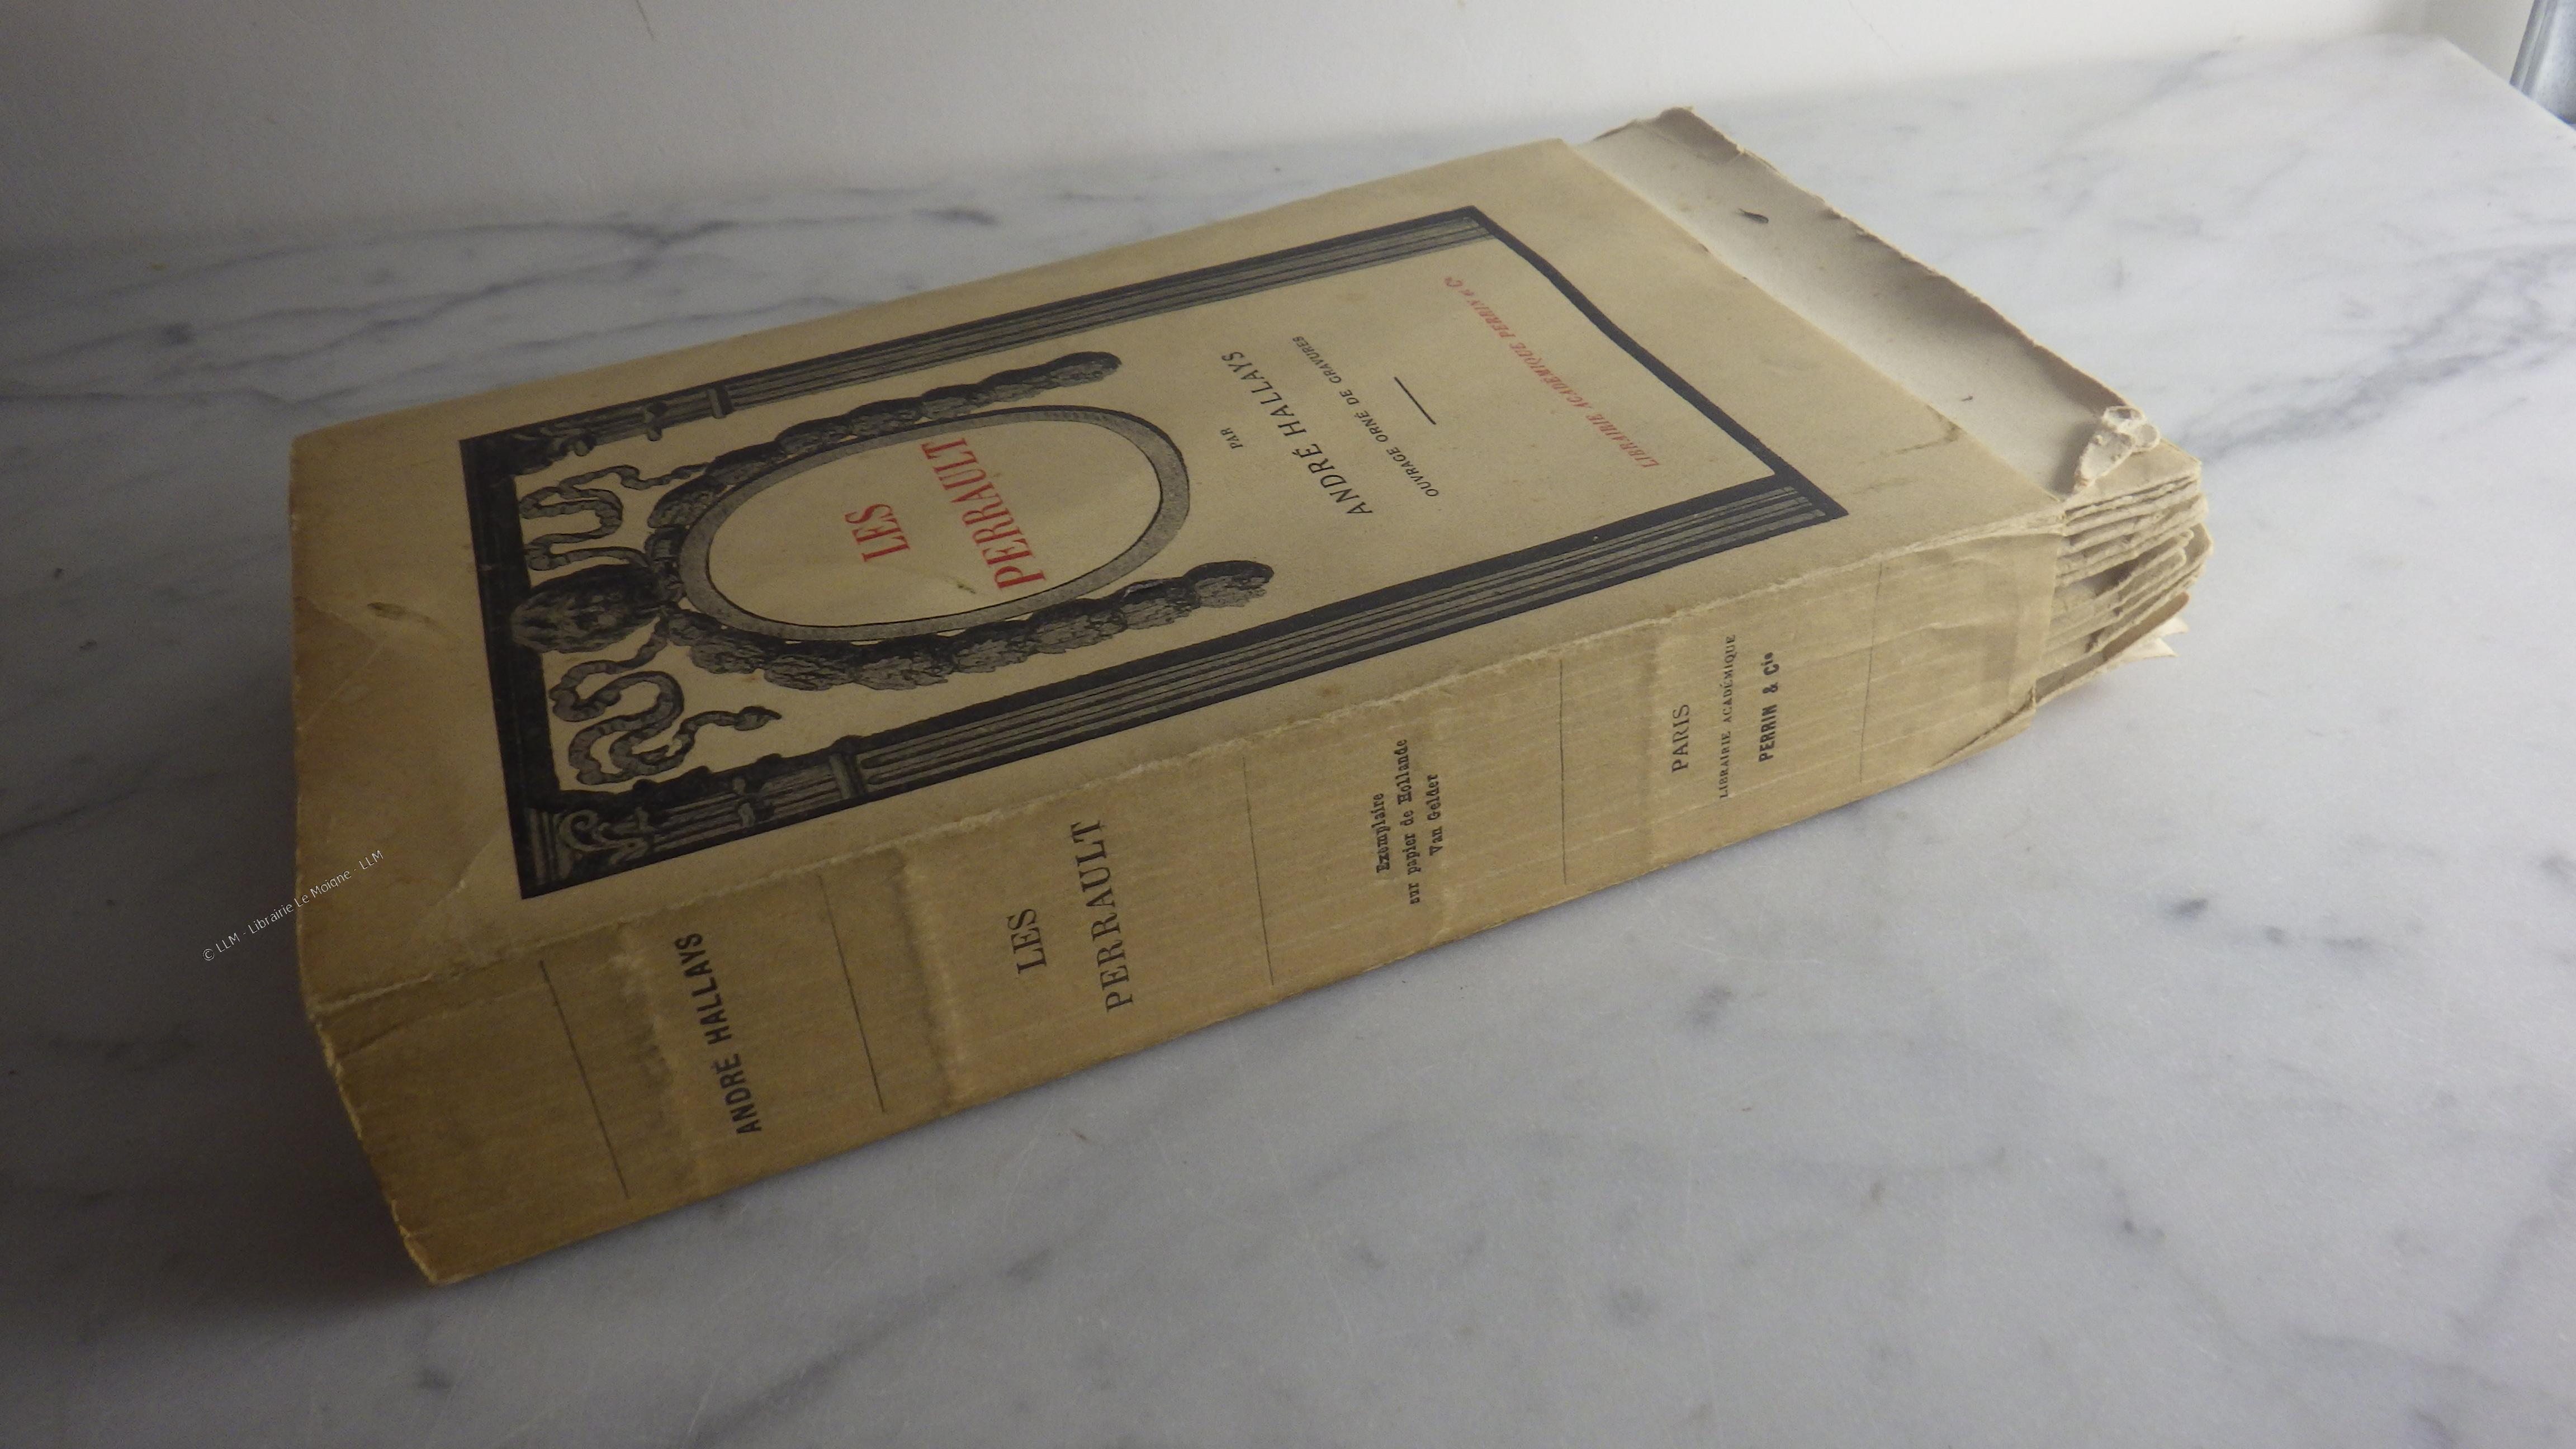 LES
PERRAULT
PAR
ANDRÉ HALLAYS
OUVRAGE ORNÉ DE GRAVURES
LIBRAIRIE ACADÉMIQUE PERRIN & Cie
ANDRÉ HALLAYS
LES
PERRAULT
Exemplaire
sur papier de Hollande
Van Gelder
PARIS
LIBRAIRIE ACADÉMIQUE
PERRIN & Cie
© LLM - Librairie Le Moigne - LLM